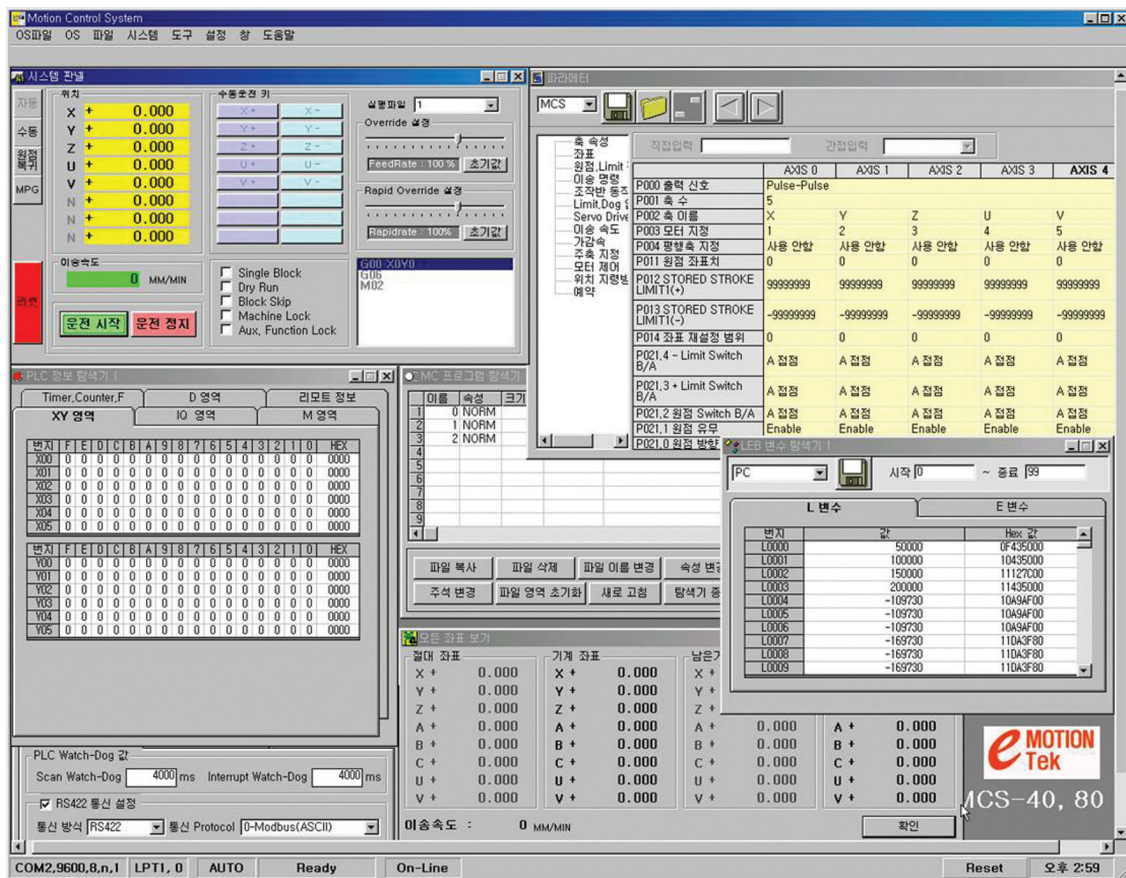 Motion Control System
OS파일 OS 파일 시스템 도구 설정 창 도움말
시스템 판넬
자동
수동
원점
복귀
MPG
리셋
위치
X + 0.000
Y + 0.000
Z + 0.000
U + 0.000
V + 0.000
N + 0.000
N + 0.000
N + 0.000
이송속도
0 MM/MIN
운전 시작 운전 정지
수동운전 키
X+ X-
Y+ Y-
Z+ Z-
U+ U-
V+ V-
Single Block
Dry Run
Block Skip
Machine Lock
Aux. Function Lock
실행파일 1
Override 설정
FeedRate : 100 % 초기값
Rapid Override 설정
Rapidrate : 100% 초기값
G00 X0Y0
G06
M02
파라메터
MCS
축 속성
좌표
원점,Limit
이송 명령
조작반 동작
Limit,Dog
Servo Drive
이송 속도
가감속
주축 지정
모터 제어
위치 지령
예약
직접입력 간접입력
AXIS 0 AXIS 1 AXIS 2 AXIS 3 AXIS 4
P000 출력 신호 Pulse-Pulse
P001 축 수 5
P002 축 이름 X Y Z U V
P003 모터 지정 1 2 3 4 5
P004 평행축 지정 사용 안함 사용 안함 사용 안함 사용 안함 사용 안함
P011 원점 좌표치 0 0 0 0 0
P012 STORED STROKE
LIMIT1(+) 99999999 99999999 99999999 99999999 99999999
P013 STORED STROKE
LIMIT1(-) -99999999 -99999999 -99999999 -99999999 -99999999
P014 좌표 재설정 범위 0 0 0 0 0
P021.4 - Limit Switch
B/A A 접점 A 접점 A 접점 A 접점 A 접점
P021.3 + Limit Switch
B/A A 접점 A 접점 A 접점 A 접점 A 접점
P021.2 원점 Switch B/A A 접점 A 접점 A 접점 A 접점 A 접점
P021.1 원점 유무 Enable Enable Enable Enable Enable
P021.0 원점 방향
PLC 정보 탐색기 1
Timer,Counter,F D 영역 리모트 정보
XY 영역 IQ 영역 M 영역
번지 F E D C B A 9 8 7 6 5 4 3 2 1 0 HEX
X00 0 0 0 0 0 0 0 0 0 0 0 0 0 0 0 0 0000
X01 0 0 0 0 0 0 0 0 0 0 0 0 0 0 0 0 0000
X02 0 0 0 0 0 0 0 0 0 0 0 0 0 0 0 0 0000
X03 0 0 0 0 0 0 0 0 0 0 0 0 0 0 0 0 0000
X04 0 0 0 0 0 0 0 0 0 0 0 0 0 0 0 0 0000
X05 0 0 0 0 0 0 0 0 0 0 0 0 0 0 0 0 0000
번지 F E D C B A 9 8 7 6 5 4 3 2 1 0 HEX
Y00 0 0 0 0 0 0 0 0 0 0 0 0 0 0 0 0 0000
Y01 0 0 0 0 0 0 0 0 0 0 0 0 0 0 0 0 0000
Y02 0 0 0 0 0 0 0 0 0 0 0 0 0 0 0 0 0000
Y03 0 0 0 0 0 0 0 0 0 0 0 0 0 0 0 0 0000
Y04 0 0 0 0 0 0 0 0 0 0 0 0 0 0 0 0 0000
Y05 0 0 0 0 0 0 0 0 0 0 0 0 0 0 0 0 0000
PLC Watch-Dog 값
Scan Watch-Dog 4000 ms Interrupt Watch-Dog 4000 ms
RS422 통신 설정
통신 방식 RS422 통신 Protocol 0-Modbus(ASCII)
MC 프로그램 탐색기
이름 속성 크기
1 0 NORM
2 1 NORM
3 2 NORM
4
5
6
7
8
9
파일 복사 파일 삭제 파일 이름 변경 속성 변경
주석 변경 파일 영역 초기화 새로 고침 탐색기 종
LEB 변수 탐색기 1
PC 시작 0 ~ 종료 99
L 변수 E 변수
번지 값 Hex 값
L0000 50000 0F435000
L0001 100000 10435000
L0002 150000 11127C00
L0003 200000 11435000
L0004 -109730 10A9AF00
L0005 -109730 10A9AF00
L0006 -109730 10A9AF00
L0007 -169730 11DA3F80
L0008 -169730 11DA3F80
L0009 -169730 11DA3F80
모든 좌표 보기
절대 좌표 기계 좌표 남은
X + 0.000 X + 0.000 X +
Y + 0.000 Y + 0.000 Y +
Z + 0.000 Z + 0.000 Z +
A + 0.000 A + 0.000 A + 0.000 A + 0.000
B + 0.000 B + 0.000 B + 0.000 B + 0.000
C + 0.000 C + 0.000 C + 0.000 C + 0.000
U + 0.000 U + 0.000 U + 0.000 U + 0.000
V + 0.000 V + 0.000 V + 0.000 V + 0.000
이송속도 : 0 MM/MIN 확인
e MOTION
Tek
MCS-40, 80
COM2,9600,8,n,1 LPT1, 0 AUTO Ready On-Line Reset 오후 2:59